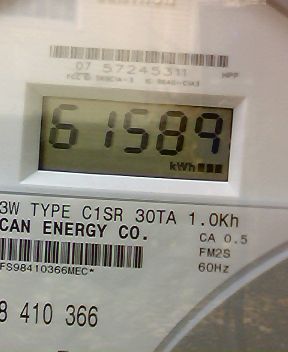 07 57245311 HPP
61589
kWh
3W TYPE C1SR 30TA 1.0Kh
CAN ENERGY CO. CA 0.5
FM2S
FS98410366MEC* 60Hz
8 410 366